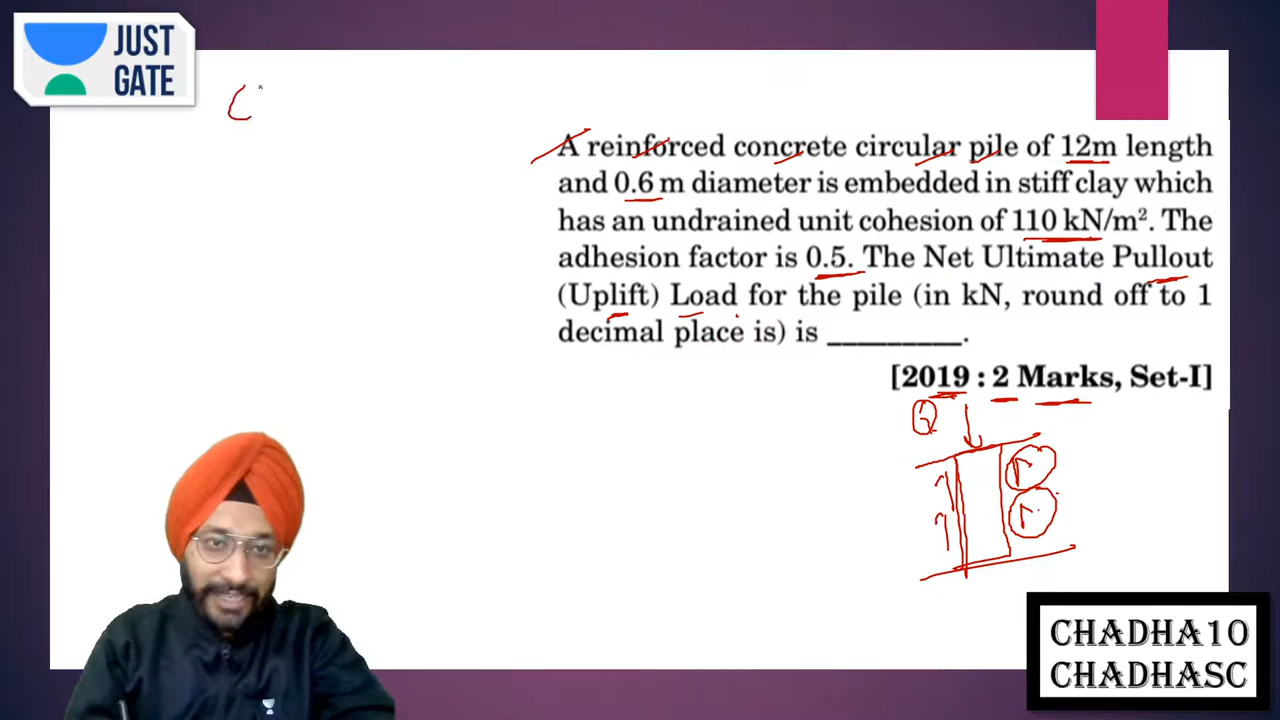 JUST
GATE
A reinforced concrete circular pile of 12m length
and 0.6 m diameter is embedded in stiff clay which
has an undrained unit cohesion of 110 kN/m². The
adhesion factor is 0.5. The Net Ultimate Pullout
(Uplift) Load for the pile (in kN, round off to 1
decimal place is) is _________.
[2019 : 2 Marks, Set-I]
Q
CHADHA10
CHADHASC